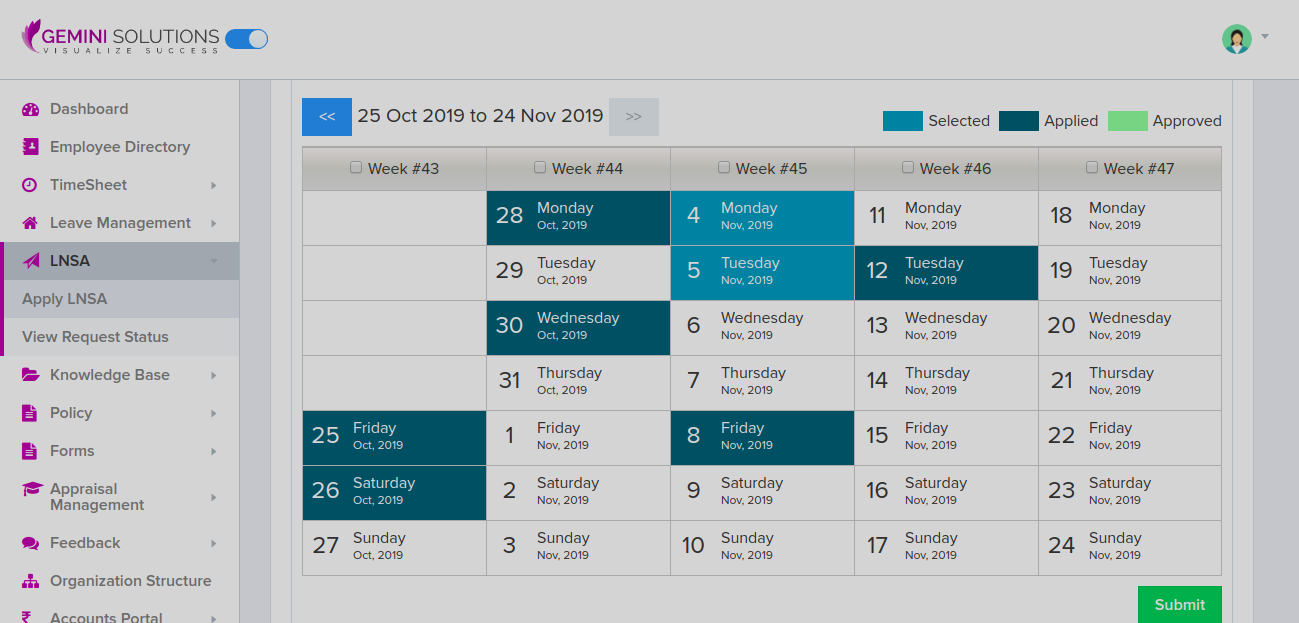 GEMINI SOLUTIONS
VISUALIZE SUCCESS
Dashboard
Employee Directory
TimeSheet
Leave Management
LNSA
Apply LNSA
View Request Status
Knowledge Base
Policy
Forms
Appraisal
Management
Feedback
Organization Structure
Accounts Portal
<< 25 Oct 2019 to 24 Nov 2019 >>
Selected Applied Approved
Week #43 Week #44 Week #45 Week #46 Week #47
28 Monday 4 Monday 11 Monday 18 Monday
Oct, 2019 Nov, 2019 Nov, 2019 Nov, 2019
29 Tuesday 5 Tuesday 12 Tuesday 19 Tuesday
Oct, 2019 Nov, 2019 Nov, 2019 Nov, 2019
30 Wednesday 6 Wednesday 13 Wednesday 20 Wednesday
Oct, 2019 Nov, 2019 Nov, 2019 Nov, 2019
31 Thursday 7 Thursday 14 Thursday 21 Thursday
Oct, 2019 Nov, 2019 Nov, 2019 Nov, 2019
25 Friday 1 Friday 8 Friday 15 Friday 22 Friday
Oct, 2019 Nov, 2019 Nov, 2019 Nov, 2019 Nov, 2019
26 Saturday 2 Saturday 9 Saturday 16 Saturday 23 Saturday
Oct, 2019 Nov, 2019 Nov, 2019 Nov, 2019 Nov, 2019
27 Sunday 3 Sunday 10 Sunday 17 Sunday 24 Sunday
Oct, 2019 Nov, 2019 Nov, 2019 Nov, 2019 Nov, 2019
Submit